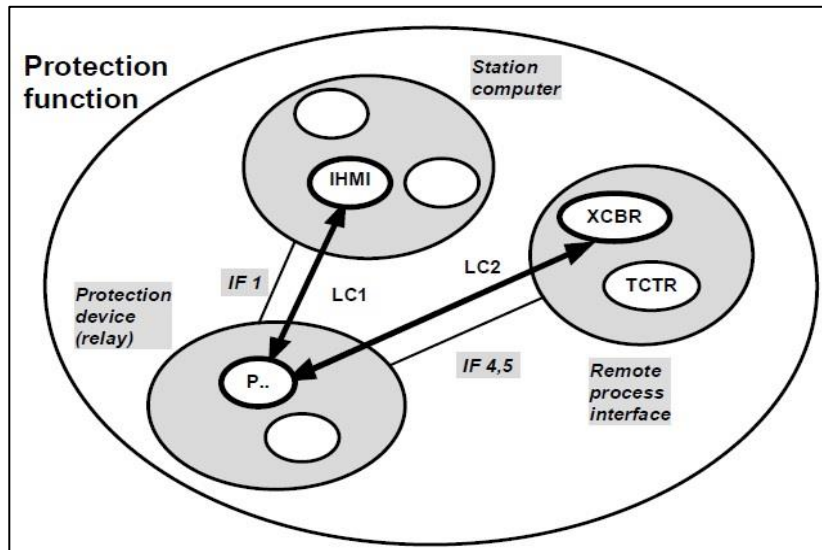 Protection
function
Station
computer
IHMI
XCBR
LC2
TCTR
IF 1
LC1
Protection
device
(relay)
IF 4,5
P..
Remote
process
interface